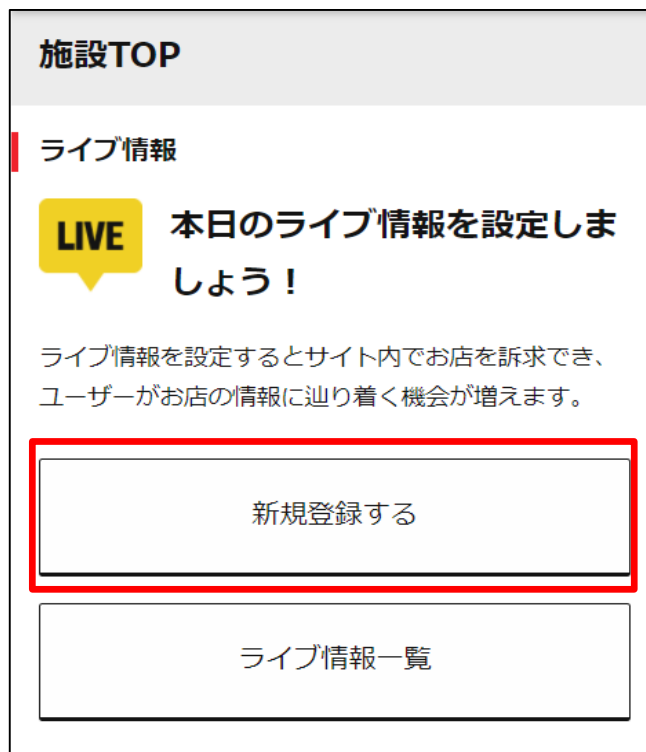 施設TOP
ライブ情報
LIVE
本日のライブ情報を設定しま
しょう！
ライブ情報を設定するとサイト内でお店を訴求でき、
ユーザーがお店の情報に辿り着く機会が増えます。
新規登録する
ライブ情報一覧